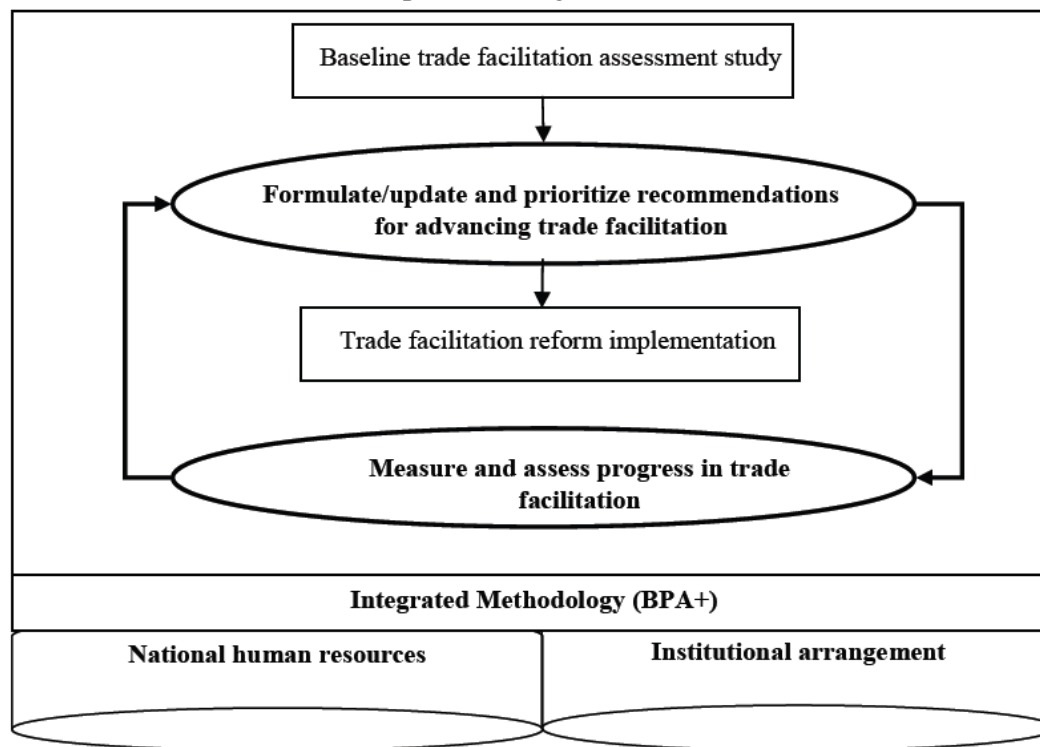 Baseline trade facilitation assessment study
Formulate/update and prioritize recommendations
for advancing trade facilitation
Trade facilitation reform implementation
Measure and assess progress in trade
facilitation
Integrated Methodology (BPA+)
National human resources
Institutional arrangement